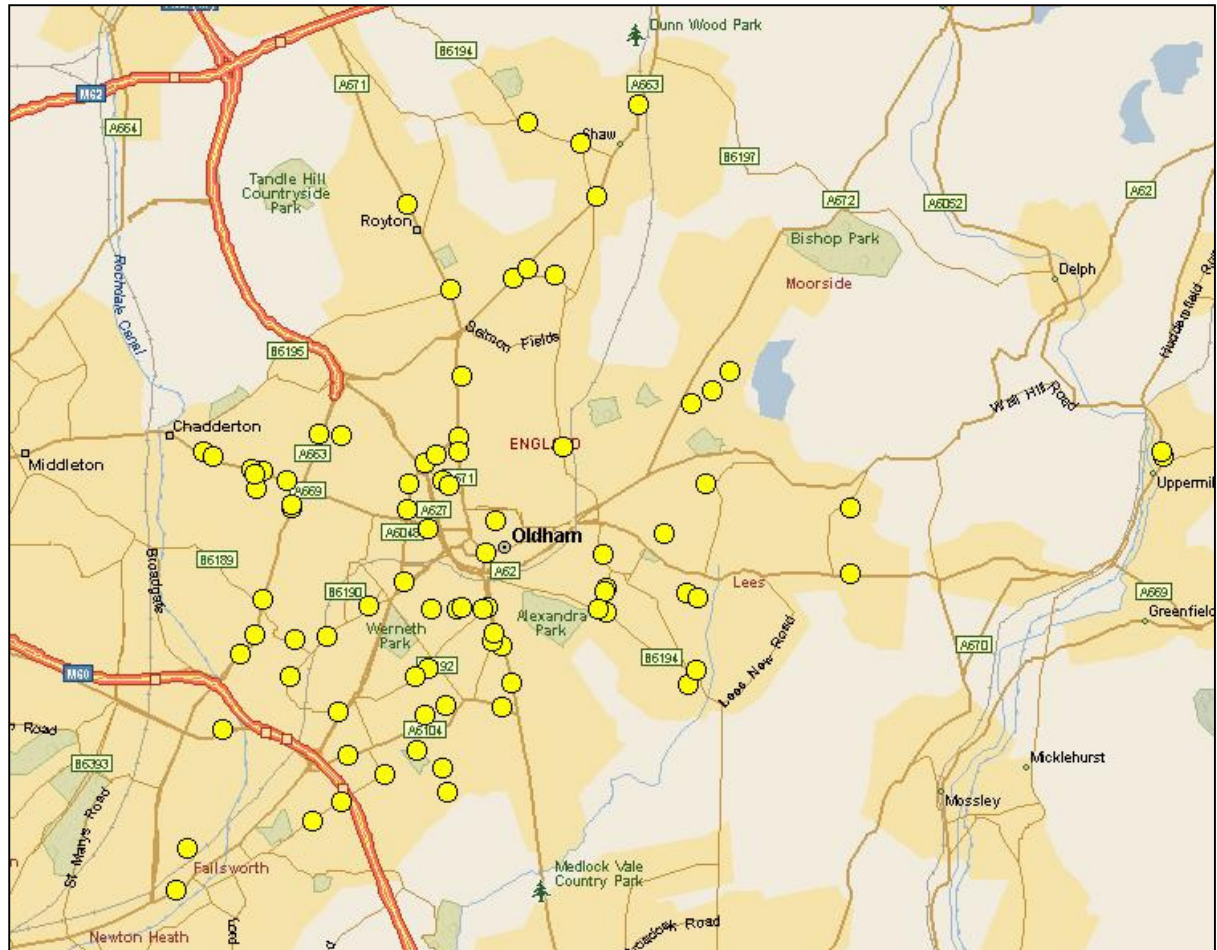 Dunn Wood Park
B6194
A671
A663
M62
A664
Shaw
B6197
Tandle Hill
Countryside
Park
A672
A6052
A62
Royton
Bishop Park
Rochdale Canal
Delph
Moorside
Salmon Fields
B6195
Wall Hill Road
Chadderton
ENGLAND
Middleton
A663
A671
A669
A627
A6048
Oldham
B6189
Broadgate
A62
B6190
Lees
Alexandra
Park
A669
Greenfield
Werneth
Park
B6194
A670
M60
Lees New Road
A6104
B6393
Micklehurst
Mossley
St Marys Road
Failsworth
Medlock Vale
Country Park
Newton Heath
Road